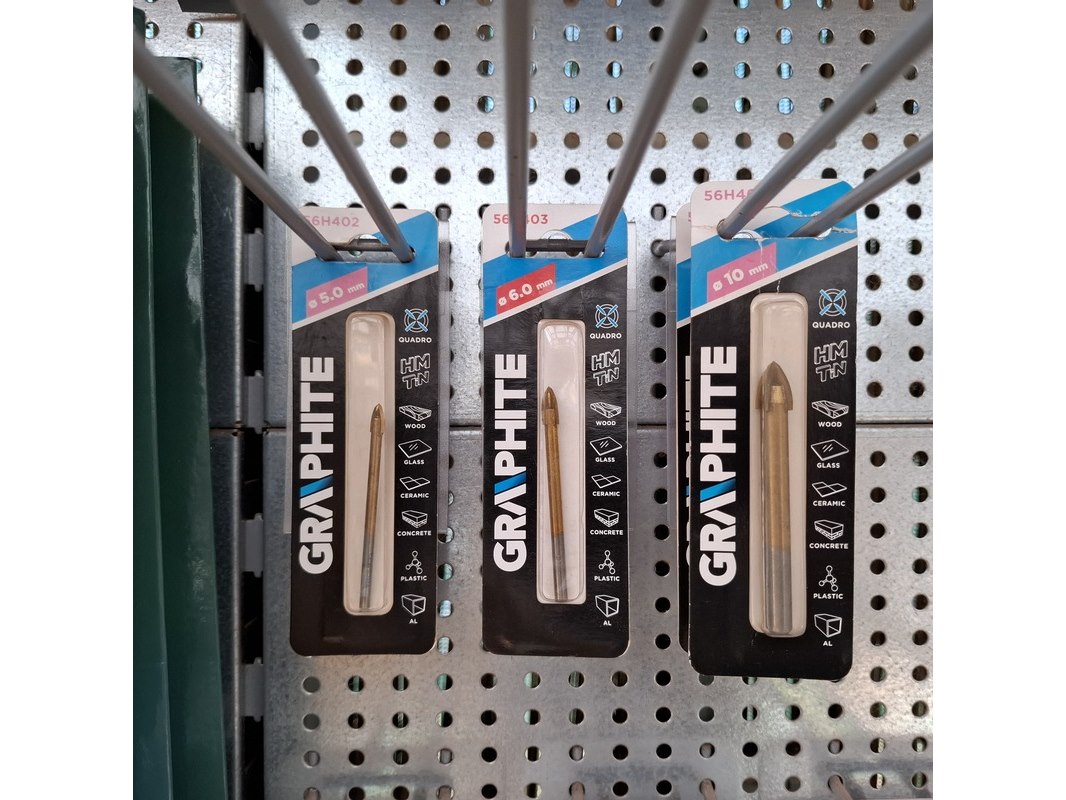 56H402
ø 5.0 mm
GRAPHITE
QUADRO
HM
TiN
WOOD
GLASS
CERAMIC
CONCRETE
PLASTIC
AL
ø 6.0 mm
GRAPHITE
QUADRO
HM
TiN
WOOD
GLASS
CERAMIC
CONCRETE
PLASTIC
AL
ø 10 mm
GRAPHITE
QUADRO
HM
TiN
WOOD
GLASS
CERAMIC
CONCRETE
PLASTIC
AL